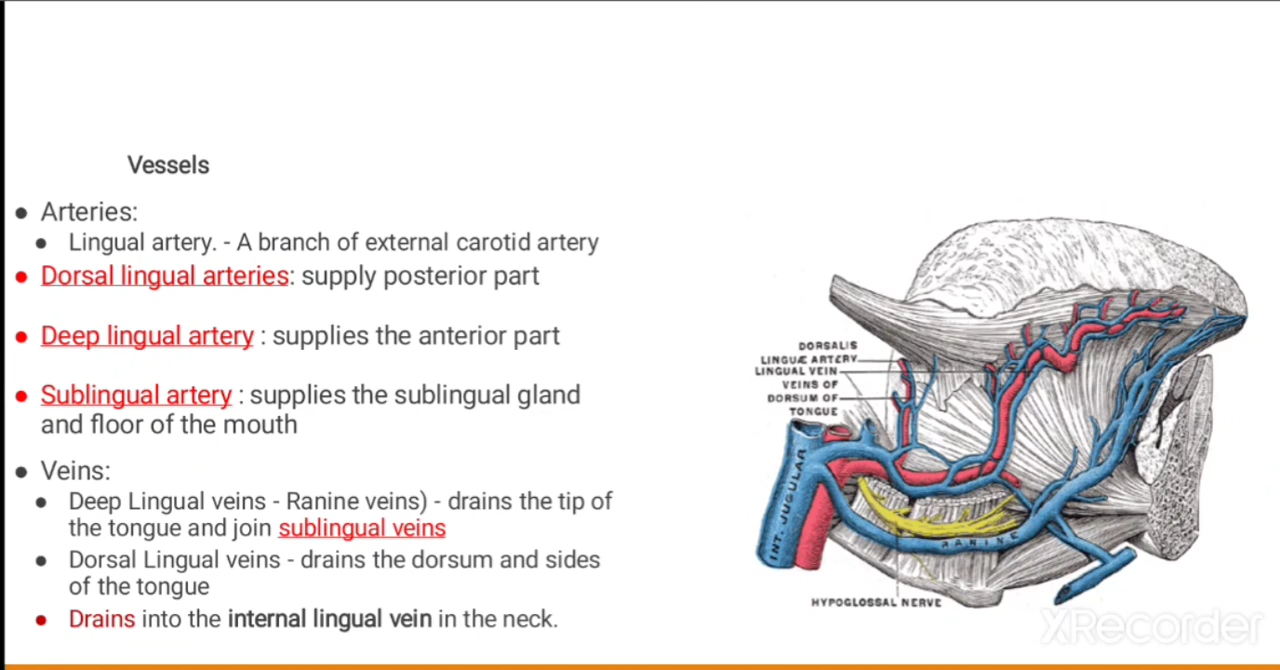 Vessels
• Arteries:
• Lingual artery. - A branch of external carotid artery
• Dorsal lingual arteries: supply posterior part
• Deep lingual artery : supplies the anterior part
• Sublingual artery : supplies the sublingual gland
and floor of the mouth
• Veins:
• Deep Lingual veins - Ranine veins) - drains the tip of
the tongue and join sublingual veins
• Dorsal Lingual veins - drains the dorsum and sides
of the tongue
• Drains into the internal lingual vein in the neck.
DORSALIS
LINGUÆ ARTERY
LINGUAL VEIN
VEINS OF
DORSUM OF
TONGUE
INT. JUGULAR
RANINE
HYPOGLOSSAL NERVE
XRecorder